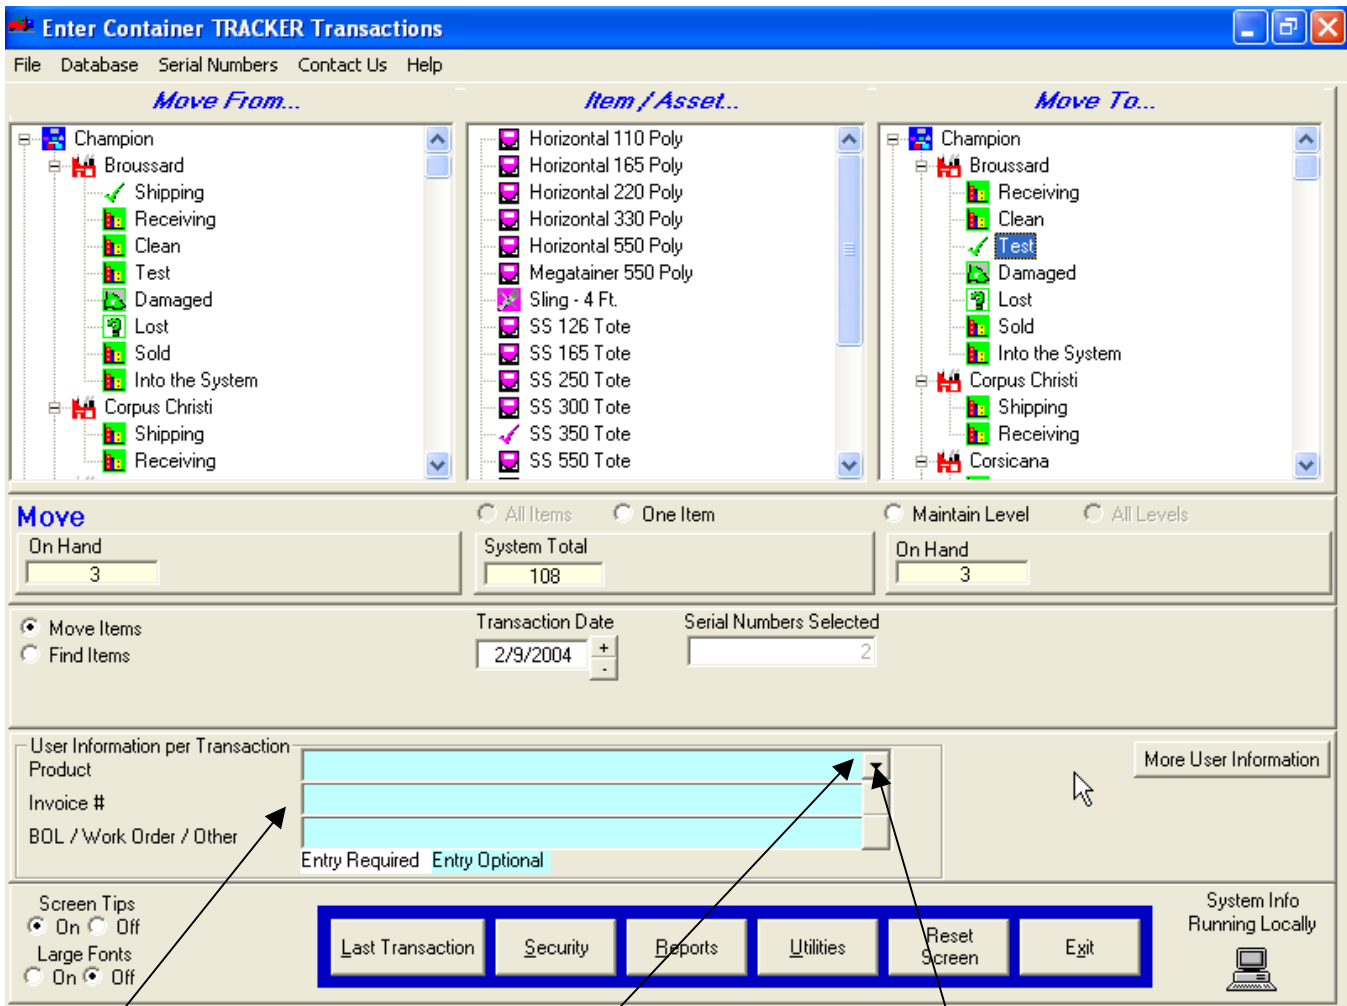 Enter Container TRACKER Transactions
File Database Serial Numbers Contact Us Help
Move From...
Champion
Broussard
Shipping
Receiving
Clean
Test
Damaged
Lost
Sold
Into the System
Corpus Christi
Shipping
Receiving
Item / Asset...
Horizontal 110 Poly
Horizontal 165 Poly
Horizontal 220 Poly
Horizontal 330 Poly
Horizontal 550 Poly
Megatainer 550 Poly
Sling - 4 Ft.
SS 126 Tote
SS 165 Tote
SS 250 Tote
SS 300 Tote
SS 350 Tote
SS 550 Tote
Move To...
Champion
Broussard
Receiving
Clean
Test
Damaged
Lost
Sold
Into the System
Corpus Christi
Shipping
Receiving
Corsicana
Move
All Items One Item
Maintain Level All Levels
On Hand
3
System Total
108
On Hand
3
Move Items
Find Items
Transaction Date
2/9/2004 + -
Serial Numbers Selected
2
User Information per Transaction
Product
Invoice #
BOL / Work Order / Other
Entry Required Entry Optional
More User Information
Screen Tips
On Off
Large Fonts
On Off
Last Transaction
Security
Reports
Utilities
Reset
Screen
Exit
System Info
Running Locally